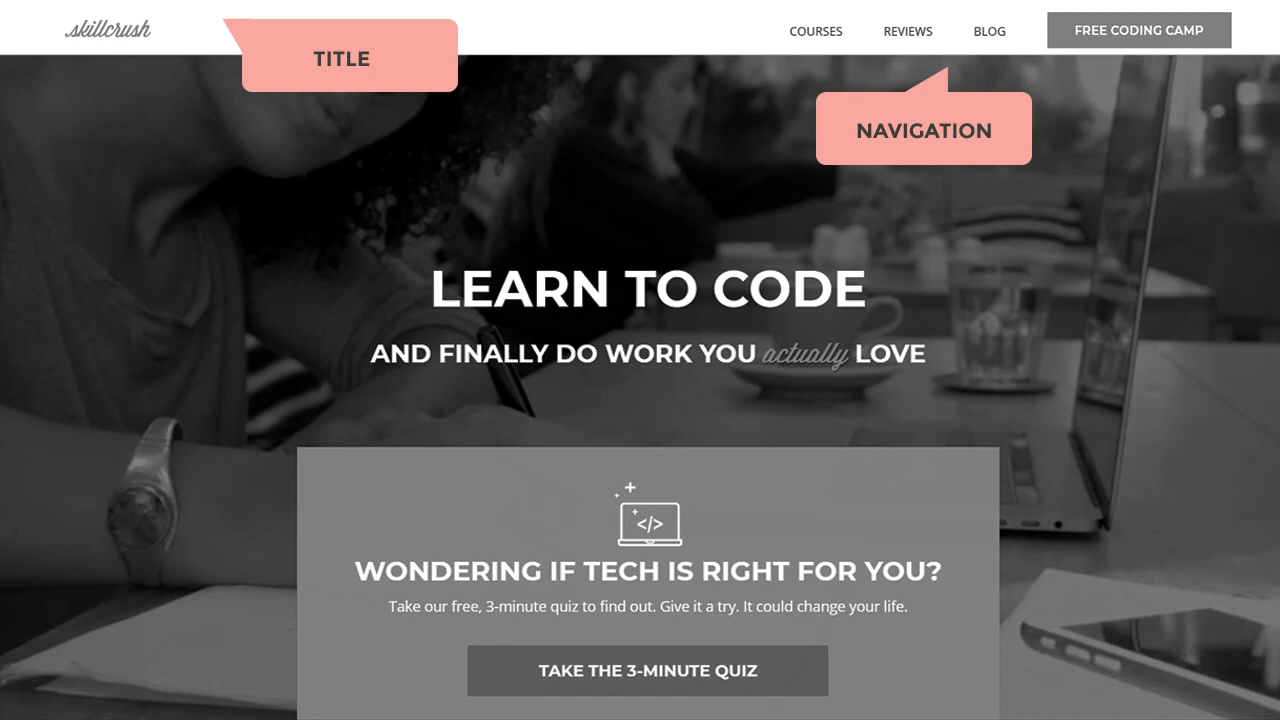 skillcrush
TITLE
COURSES
REVIEWS
BLOG
FREE CODING CAMP
NAVIGATION
LEARN TO CODE
AND FINALLY DO WORK YOU actually LOVE
</>
WONDERING IF TECH IS RIGHT FOR YOU?
Take our free, 3-minute quiz to find out. Give it a try. It could change your life.
TAKE THE 3-MINUTE QUIZ